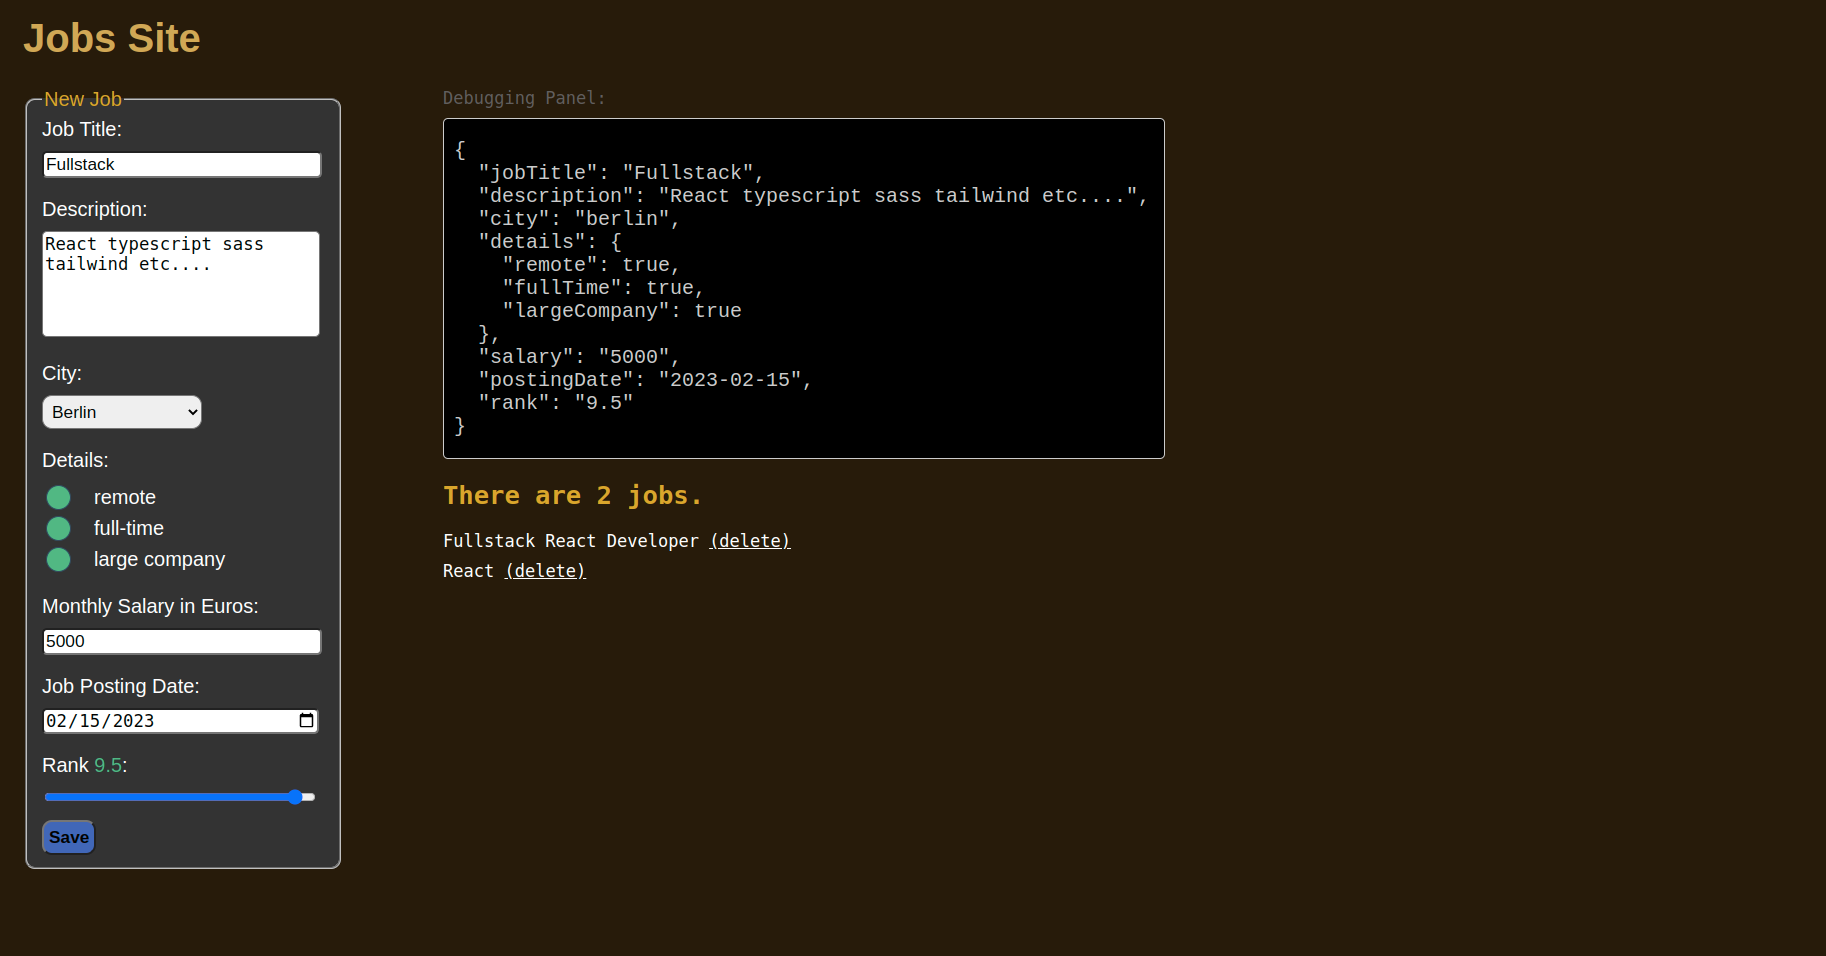 Jobs Site
New Job
Job Title:
Fullstack
Description:
React typescript sass
tailwind etc....
City:
Berlin
Details:
remote
full-time
large company
Monthly Salary in Euros:
5000
Job Posting Date:
02/15/2023
Rank 9.5:
Save
Debugging Panel:
{
  "jobTitle": "Fullstack",
  "description": "React typescript sass tailwind etc....",
  "city": "berlin",
  "details": {
    "remote": true,
    "fullTime": true,
    "largeCompany": true
  },
  "salary": "5000",
  "postingDate": "2023-02-15",
  "rank": "9.5"
}
There are 2 jobs.
Fullstack React Developer (delete)
React (delete)